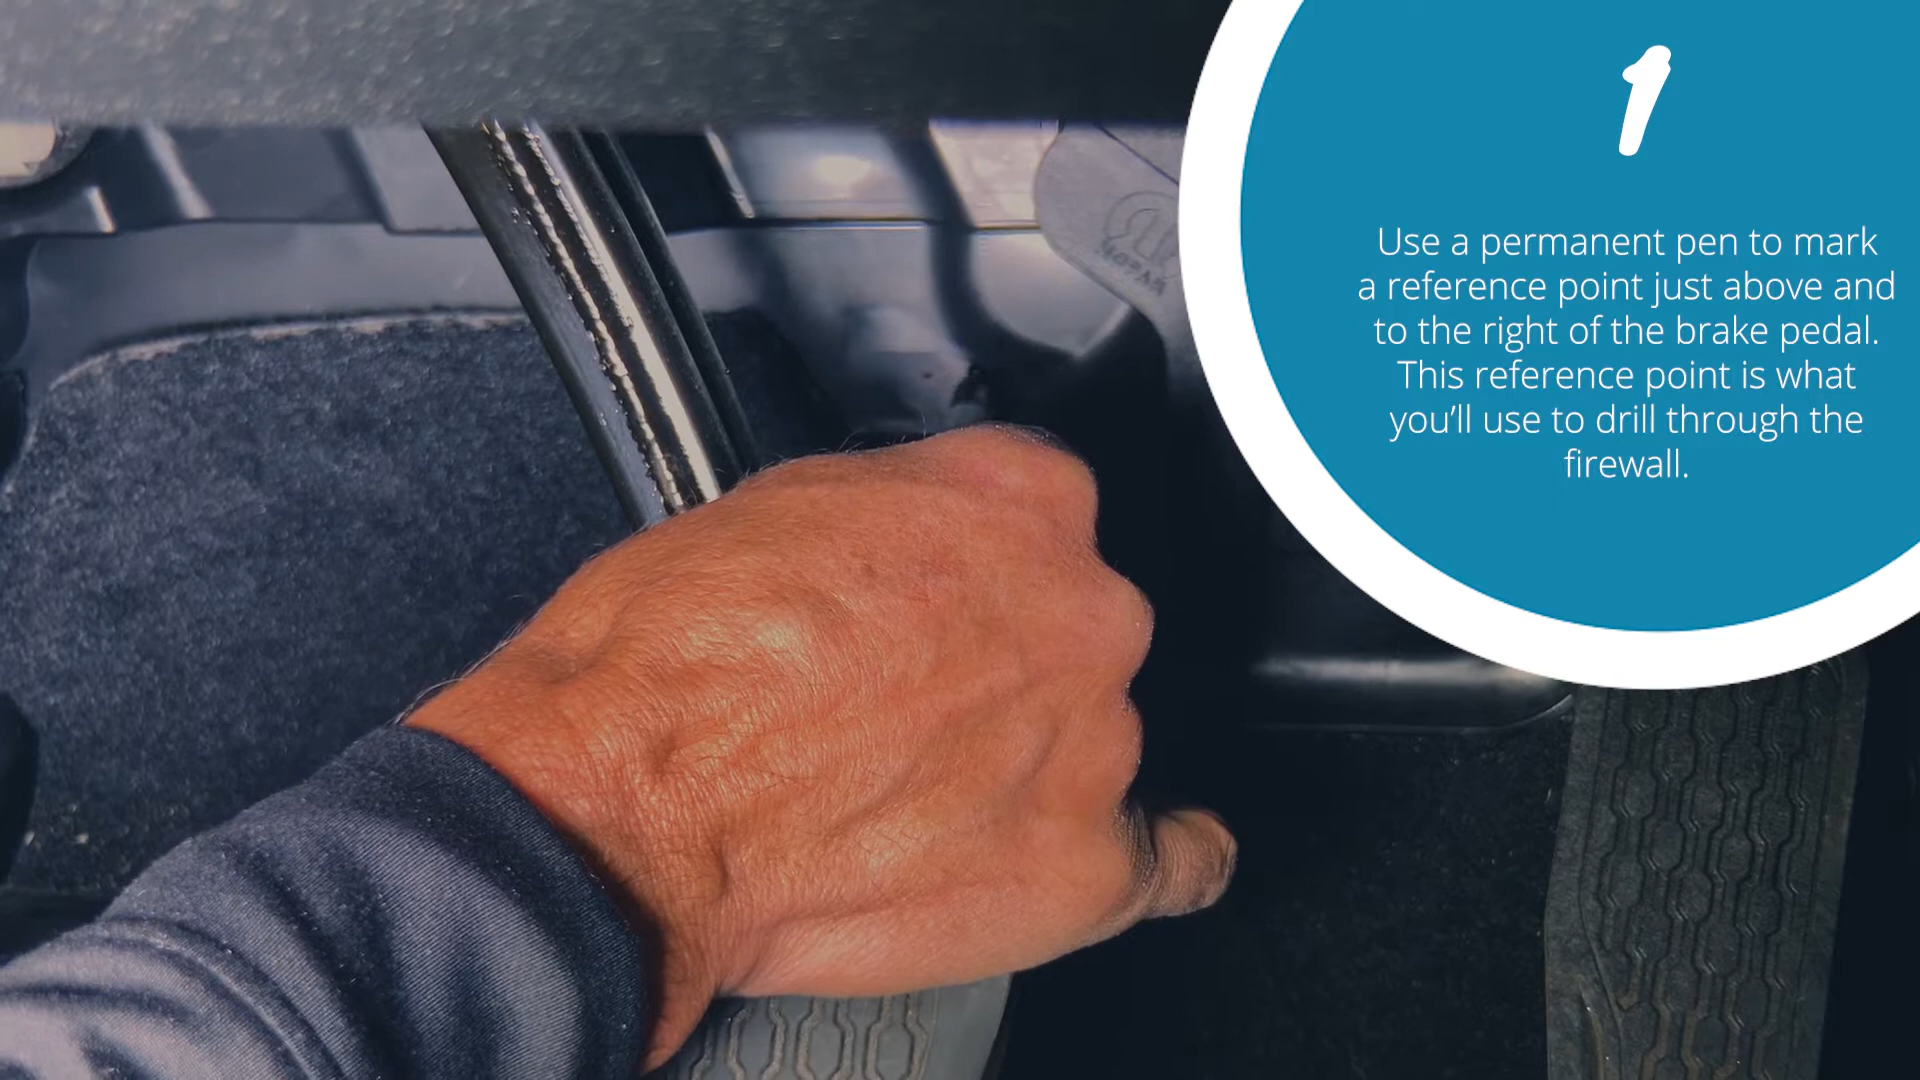 1
Use a permanent pen to mark
a reference point just above and
to the right of the brake pedal.
This reference point is what
you’ll use to drill through the
firewall.
MOPAR